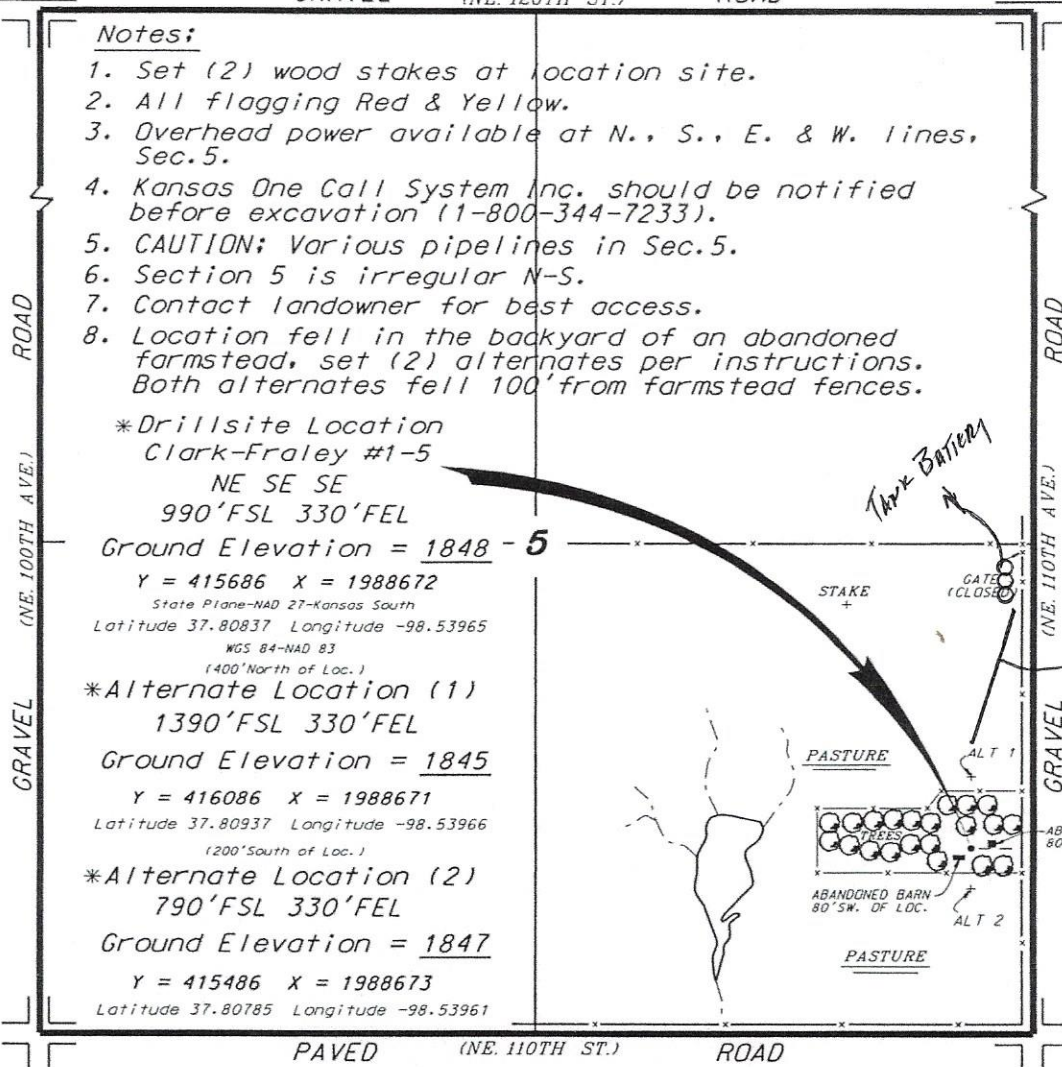 (NE. 120TH ST.) ROAD
Notes:
1. Set (2) wood stakes at location site.
2. All flagging Red & Yellow.
3. Overhead power available at N., S., E. & W. lines,
Sec.5.
4. Kansas One Call System Inc. should be notified
before excavation (1-800-344-7233).
5. CAUTION: Various pipelines in Sec.5.
6. Section 5 is irregular N-S.
7. Contact landowner for best access.
8. Location fell in the backyard of an abandoned
farmstead, set (2) alternates per instructions.
Both alternates fell 100'from farmstead fences.
*Drillsite Location
Clark-Fraley #1-5
NE SE SE
990'FSL 330'FEL
Ground Elevation = 1848
Y = 415686 X = 1988672
State Plane-NAD 27-Kansas South
Latitude 37.80837 Longitude -98.53965
WGS 84-NAD 83
(400'North of Loc.)
*Alternate Location (1)
1390'FSL 330'FEL
Ground Elevation = 1845
Y = 416086 X = 1988671
Latitude 37.80937 Longitude -98.53966
(200'South of Loc.)
*Alternate Location (2)
790'FSL 330'FEL
Ground Elevation = 1847
Y = 415486 X = 1988673
Latitude 37.80785 Longitude -98.53961
5
TANK BATTERY
STAKE
GATE
(CLOSED)
PASTURE
ALT 1
TREES
AB
80
ABANDONED BARN
80'SW. OF LOC.
ALT 2
PASTURE
GRAVEL (NE. 100TH AVE.) ROAD
GRAVEL (NE. 110TH AVE.) ROAD
PAVED (NE. 110TH ST.) ROAD